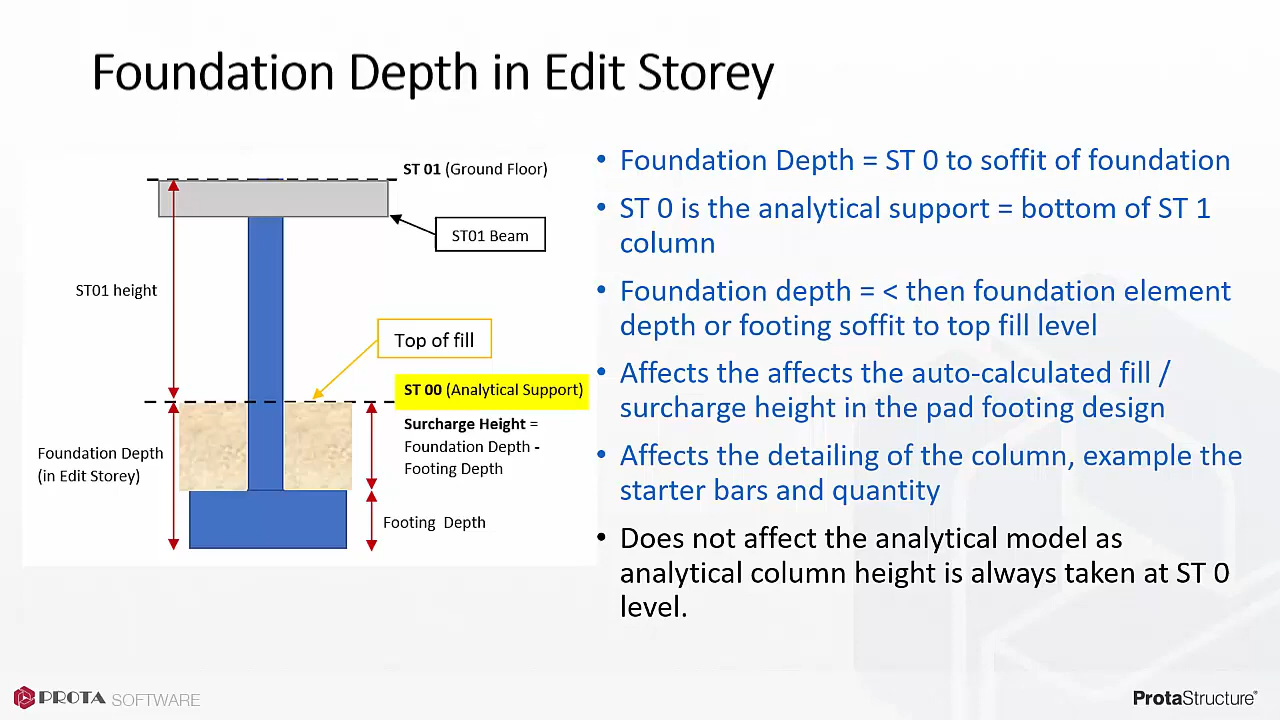 Foundation Depth in Edit Storey
ST 01 (Ground Floor)
ST01 Beam
ST01 height
Top of fill
ST 00 (Analytical Support)
Surcharge Height =
Foundation Depth -
Footing Depth
Foundation Depth
(in Edit Storey)
Footing Depth
• Foundation Depth = ST 0 to soffit of foundation
• ST 0 is the analytical support = bottom of ST 1
column
• Foundation depth = < then foundation element
depth or footing soffit to top fill level
• Affects the affects the auto-calculated fill /
surcharge height in the pad footing design
• Affects the detailing of the column, example the
starter bars and quantity
• Does not affect the analytical model as
analytical column height is always taken at ST 0
level.
PROTA SOFTWARE
ProtaStructure®